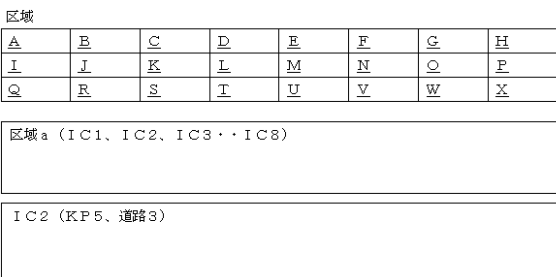 区域
A B C D E F G H
I J K L M N O P
Q R S T U V W X
区域a（IC1、IC2、IC3・・IC8）
IC2（KP5、道路3）